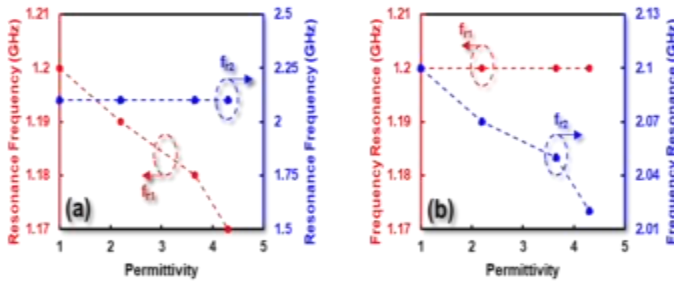 1.21
1.2
1.19
1.18
1.17
Resonance Frequency (GHz)
2.5
2.25
2
1.75
1.5
Resonance Frequency (GHz)
fr2
fr1
(a)
1 2 3 4 5
Permittivity
1.21
1.2
1.19
1.18
1.17
Frequency Resonance (GHz)
2.13
2.1
2.07
2.04
2.01
Frequency Resonance (GHz)
fr1
fr2
(b)
1 2 3 4 5
Permittivity